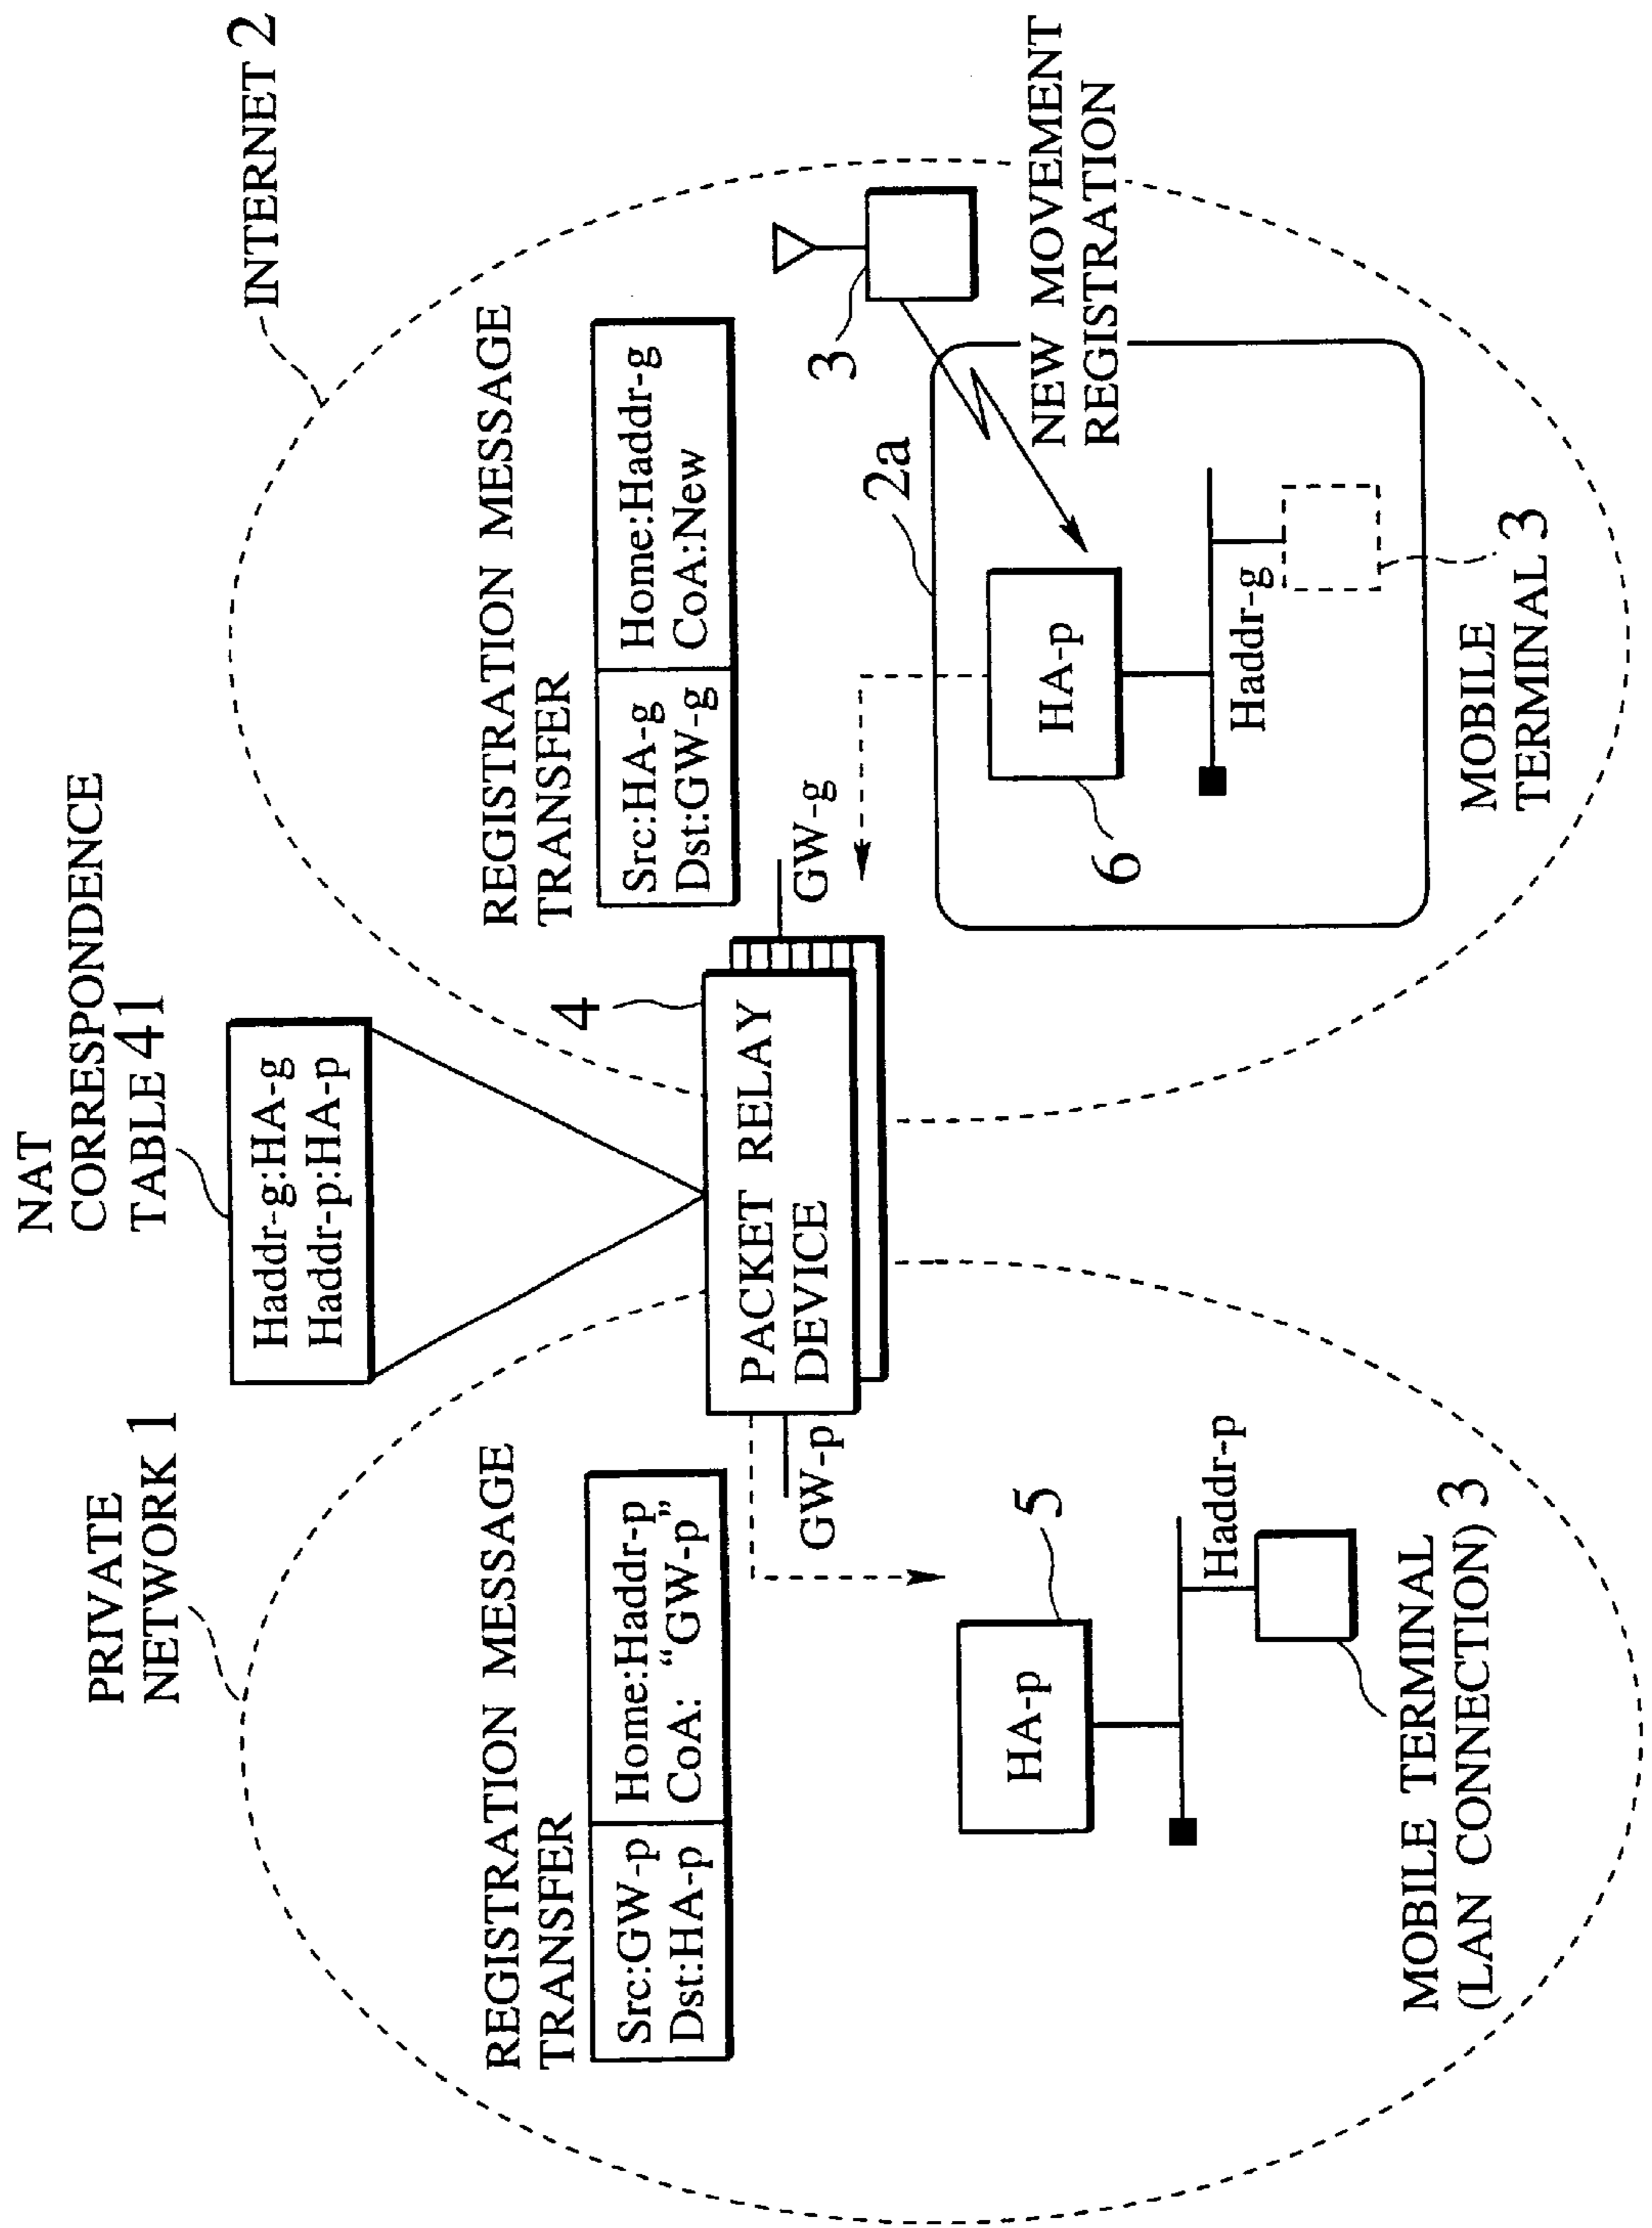 NAT
CORRESPONDENCE
TABLE 41
Haddr-g:HA-g
Haddr-p:HA-p
PRIVATE
NETWORK 1
INTERNET 2
REGISTRATION MESSAGE
TRANSFER
Src:GW-p
Dst:HA-p
Home:Haddr-p
CoA: “GW-p”
REGISTRATION MESSAGE
TRANSFER
Src:HA-g
Dst:GW-g
Home:Haddr-g
CoA:New
4
PACKET RELAY
DEVICE
GW-p
GW-g
3
2a
NEW MOVEMENT
REGISTRATION
5
HA-p
Haddr-p
MOBILE TERMINAL
(LAN CONNECTION) 3
HA-p
6
Haddr-g
MOBILE
TERMINAL 3